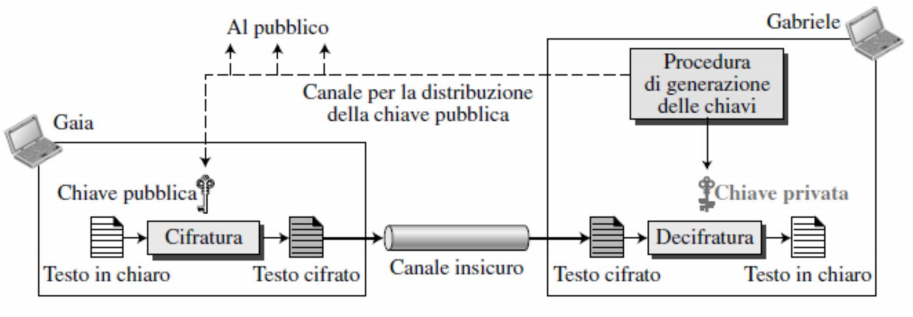 Al pubblico
Gabriele
Procedura
di generazione
delle chiavi
Canale per la distribuzione
della chiave pubblica
Gaia
Chiave pubblica
Chiave privata
Cifratura
Decifratura
Testo in chiaro
Testo cifrato
Canale insicuro
Testo cifrato
Testo in chiaro